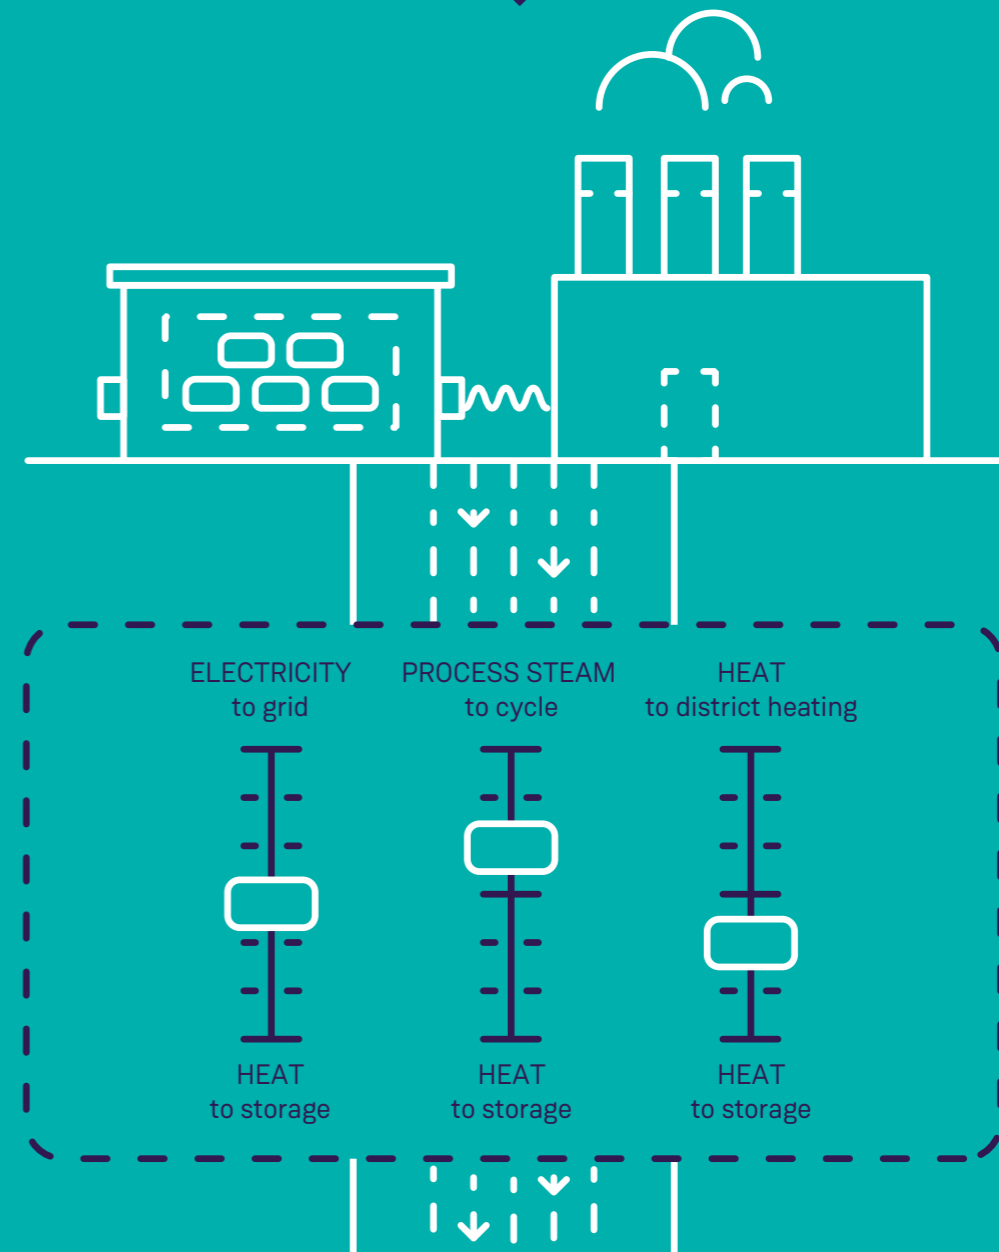 ELECTRICITY
to grid
PROCESS STEAM
to cycle
HEAT
to district heating
HEAT
to storage
HEAT
to storage
HEAT
to storage